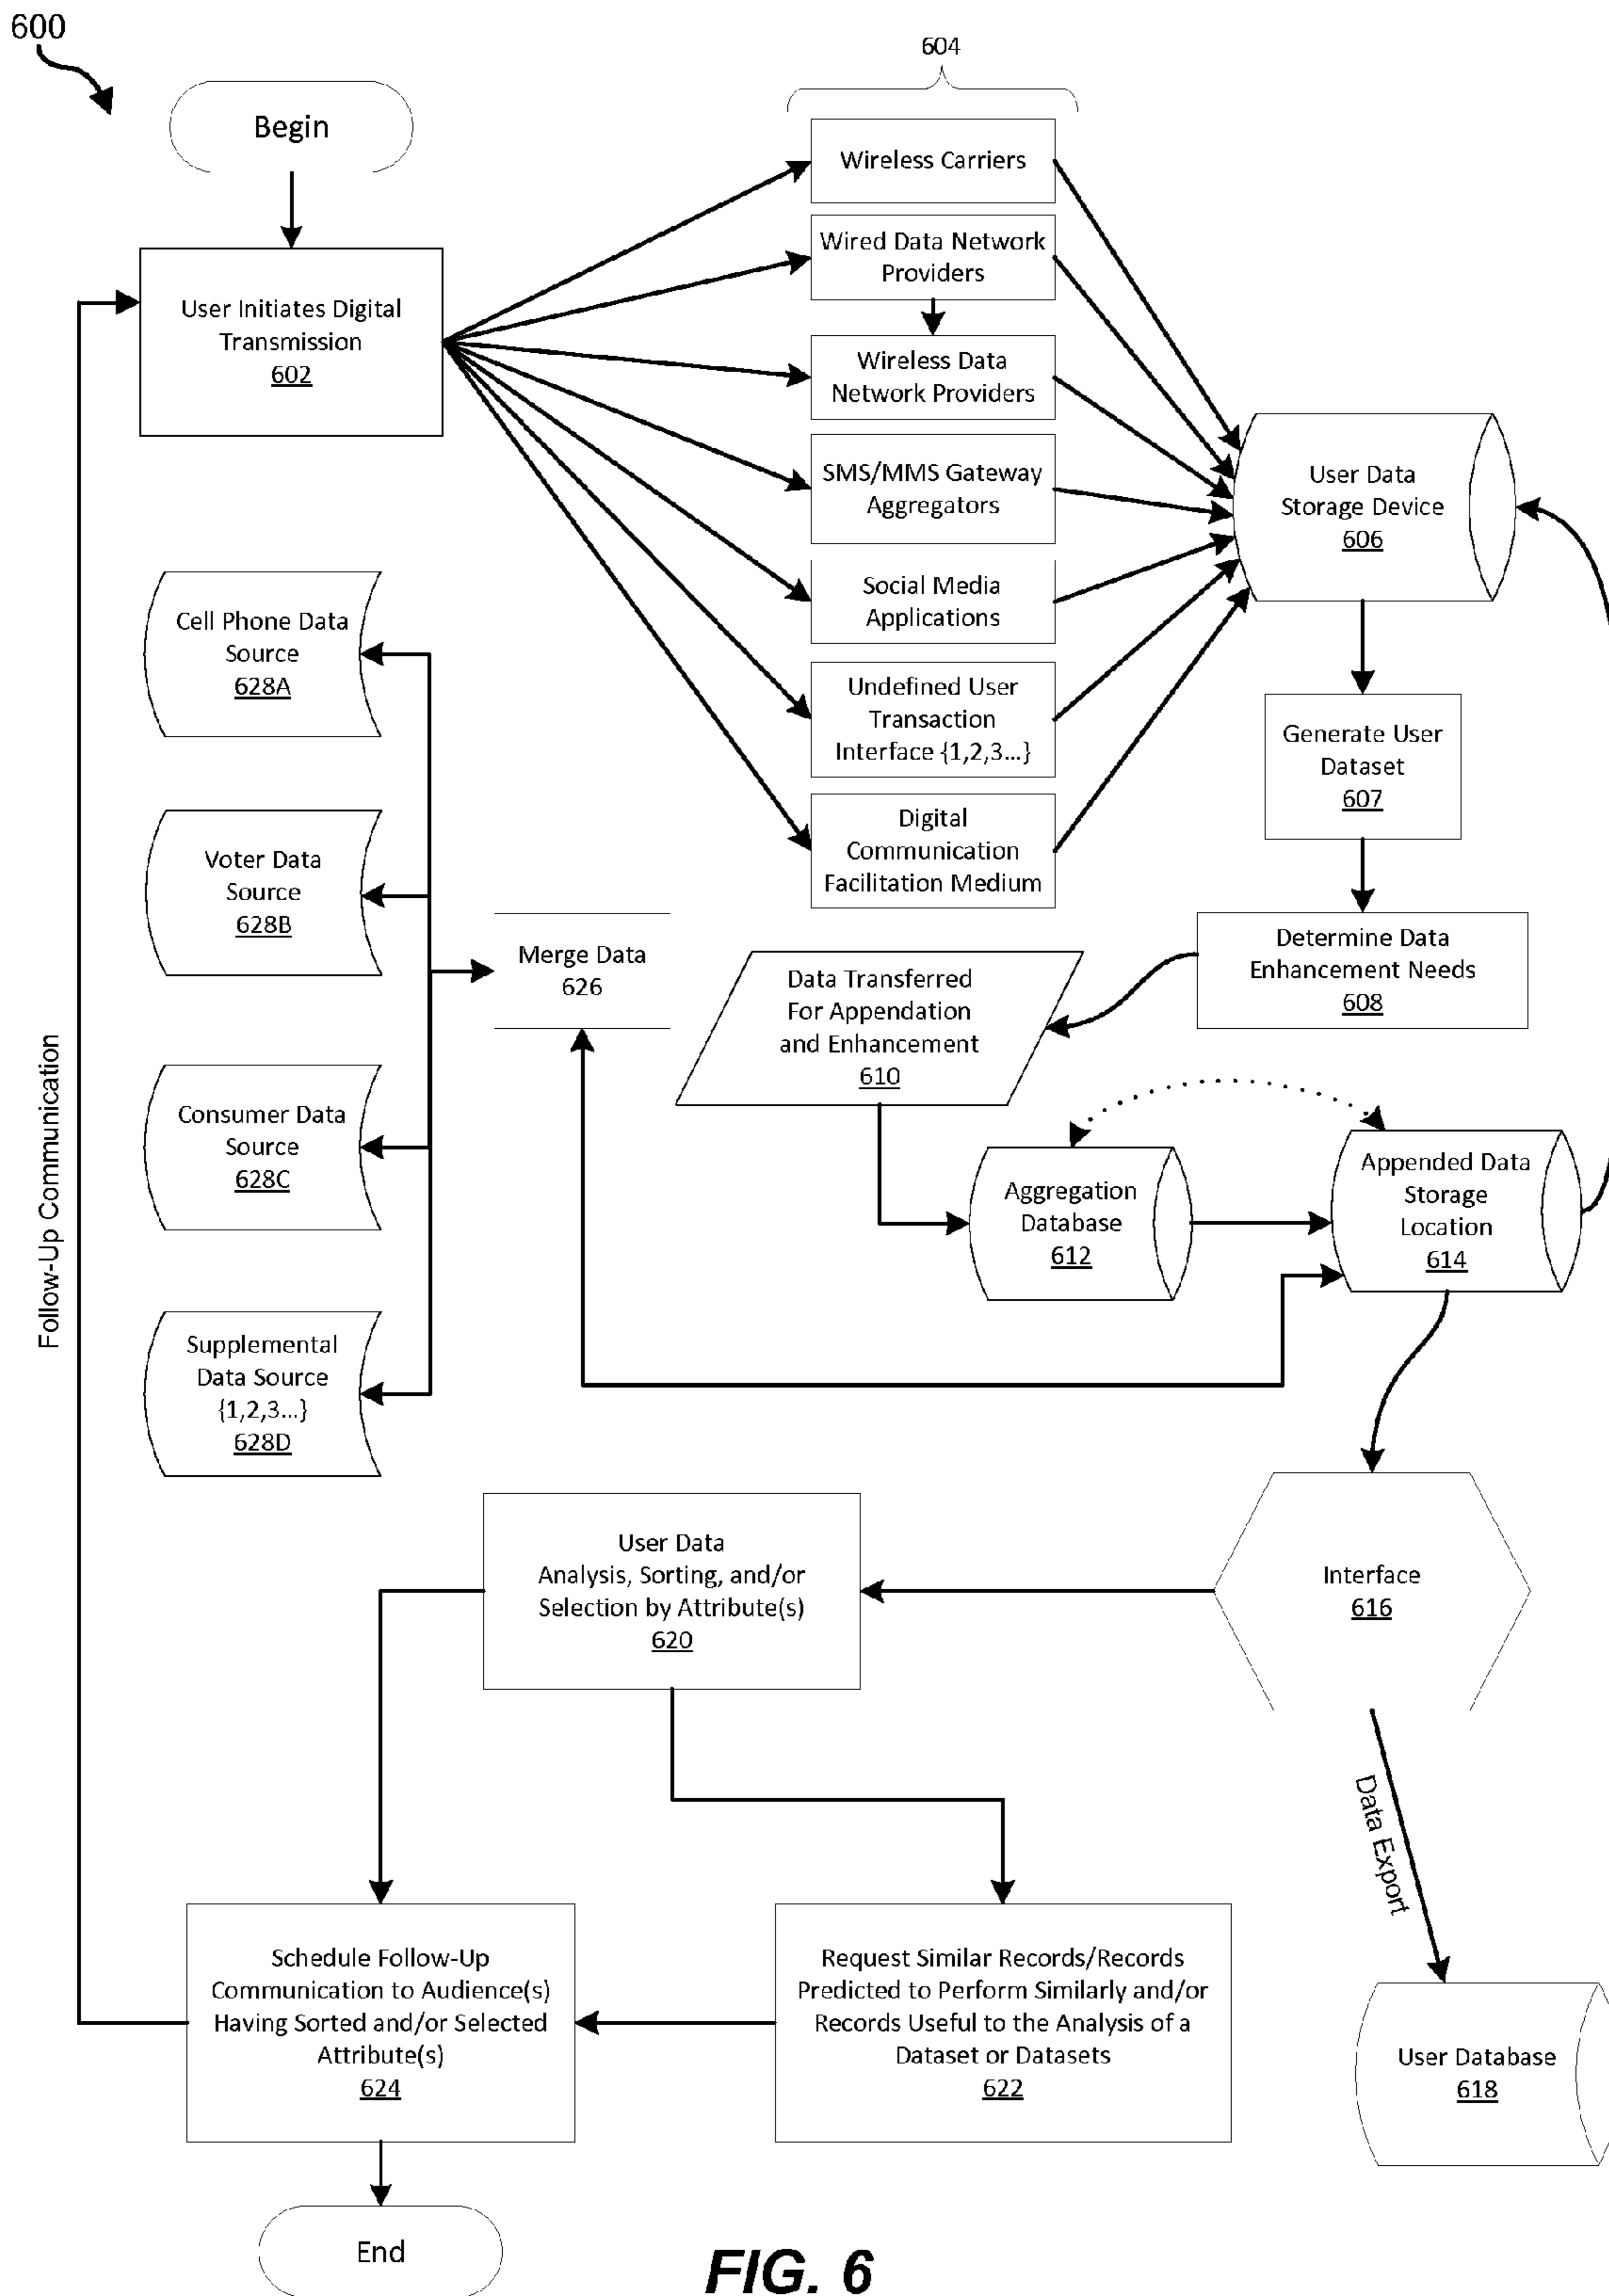 600
604
Begin
Wireless Carriers
Wired Data Network
Providers
User Initiates Digital
Transmission
602
Wireless Data
Network Providers
SMS/MMS Gateway
Aggregators
User Data
Storage Device
606
Social Media
Applications
Cell Phone Data
Source
628A
Undefined User
Transaction
Interface {1,2,3...}
Generate User
Dataset
607
Digital
Communication
Facilitation Medium
Voter Data
Source
628B
Merge Data
626
Determine Data
Enhancement Needs
608
Data Transferred
For Appendation
and Enhancement
610
Follow-Up Communication
Consumer Data
Source
628C
Aggregation
Database
612
Appended Data
Storage
Location
614
Supplemental
Data Source
{1,2,3...}
628D
User Data
Analysis, Sorting, and/or
Selection by Attribute(s)
620
Interface
616
Data Export
Schedule Follow-Up
Communication to Audience(s)
Having Sorted and/or Selected
Attribute(s)
624
Request Similar Records/Records
Predicted to Perform Similarly and/or
Records Useful to the Analysis of a
Dataset or Datasets
622
User Database
618
End
FIG. 6